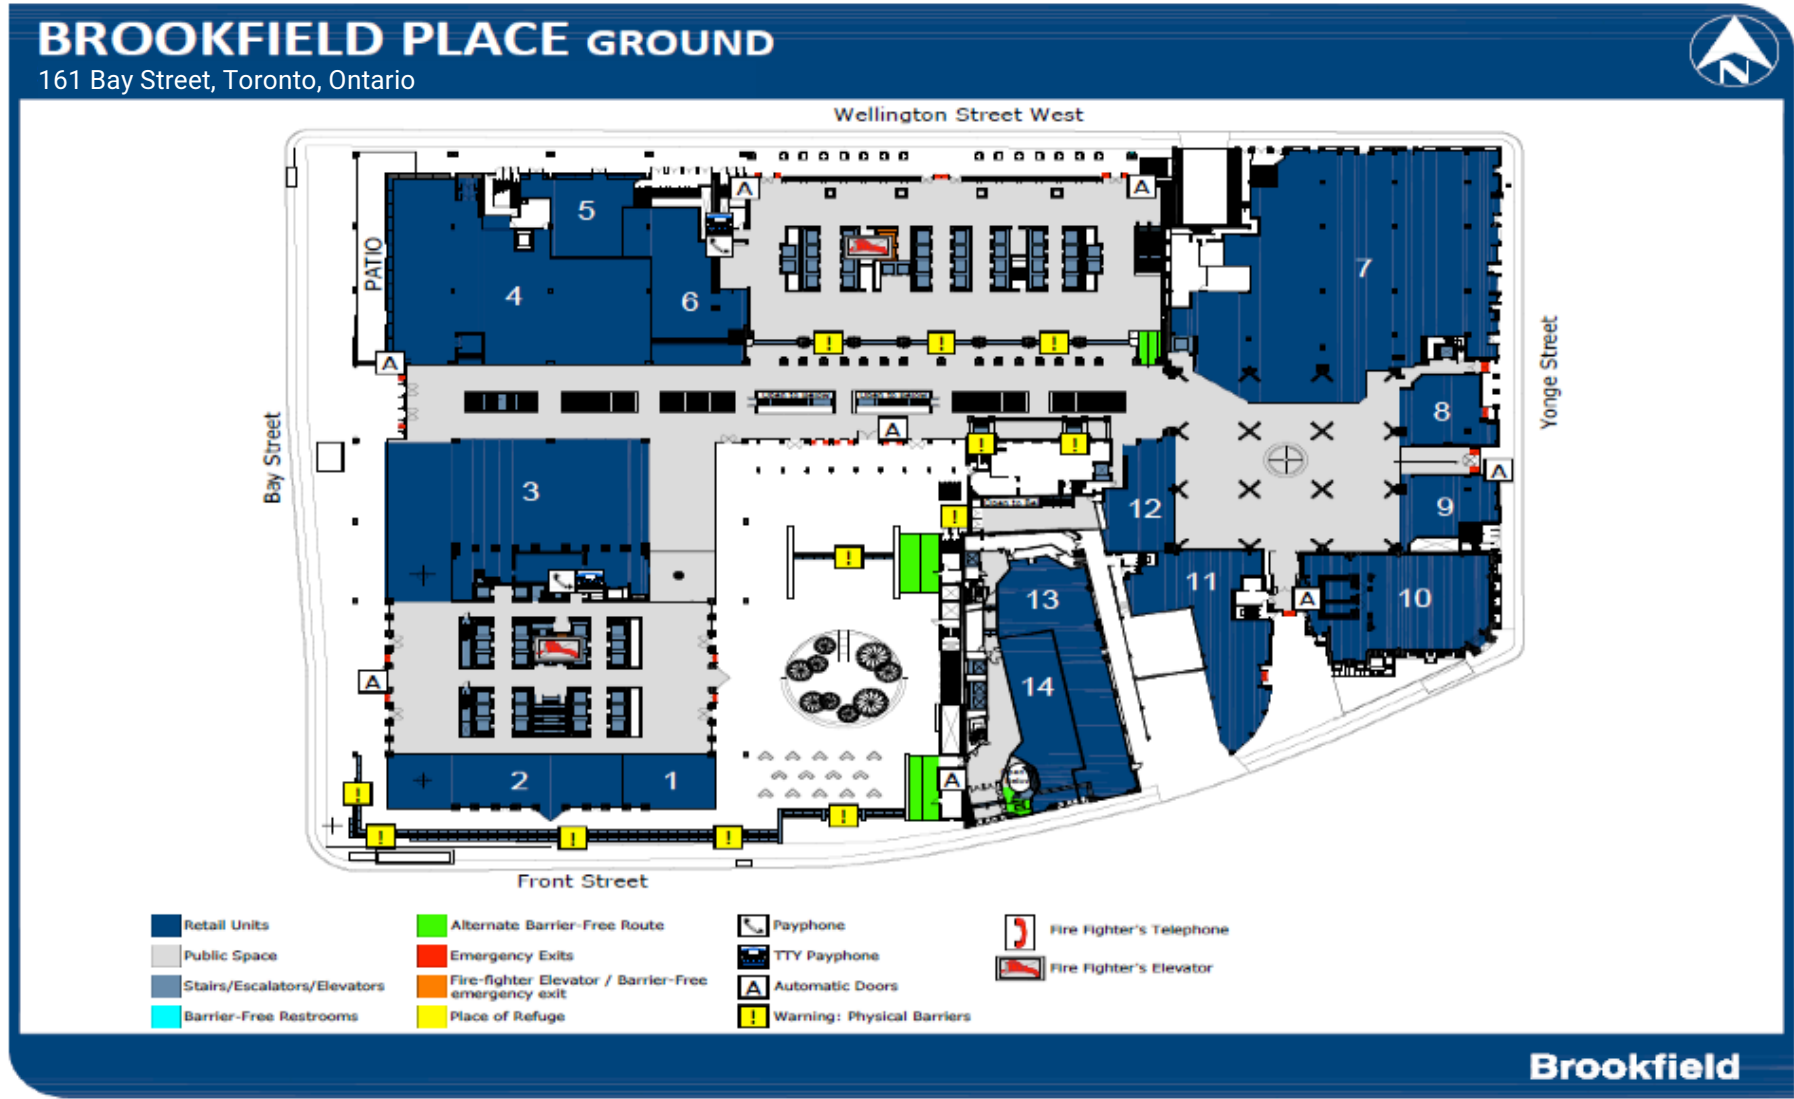 BROOKFIELD PLACE GROUND
161 Bay Street, Toronto, Ontario
N
Wellington Street West
A
A
5
PATIO
4
6
7
!
!
!
A
Yonge Street
8
A
Bay Street
!
!
A
3
9
12
!
!
11
10
A
13
14
A
2
1
A
!
!
!
!
!
Front Street
Retail Units
Public Space
Stairs/Escalators/Elevators
Barrier-Free Restrooms
Alternate Barrier-Free Route
Emergency Exits
Fire-fighter Elevator / Barrier-Free
emergency exit
Place of Refuge
Payphone
TTY Payphone
A Automatic Doors
! Warning: Physical Barriers
Fire Fighter's Telephone
Fire Fighter's Elevator
Brookfield